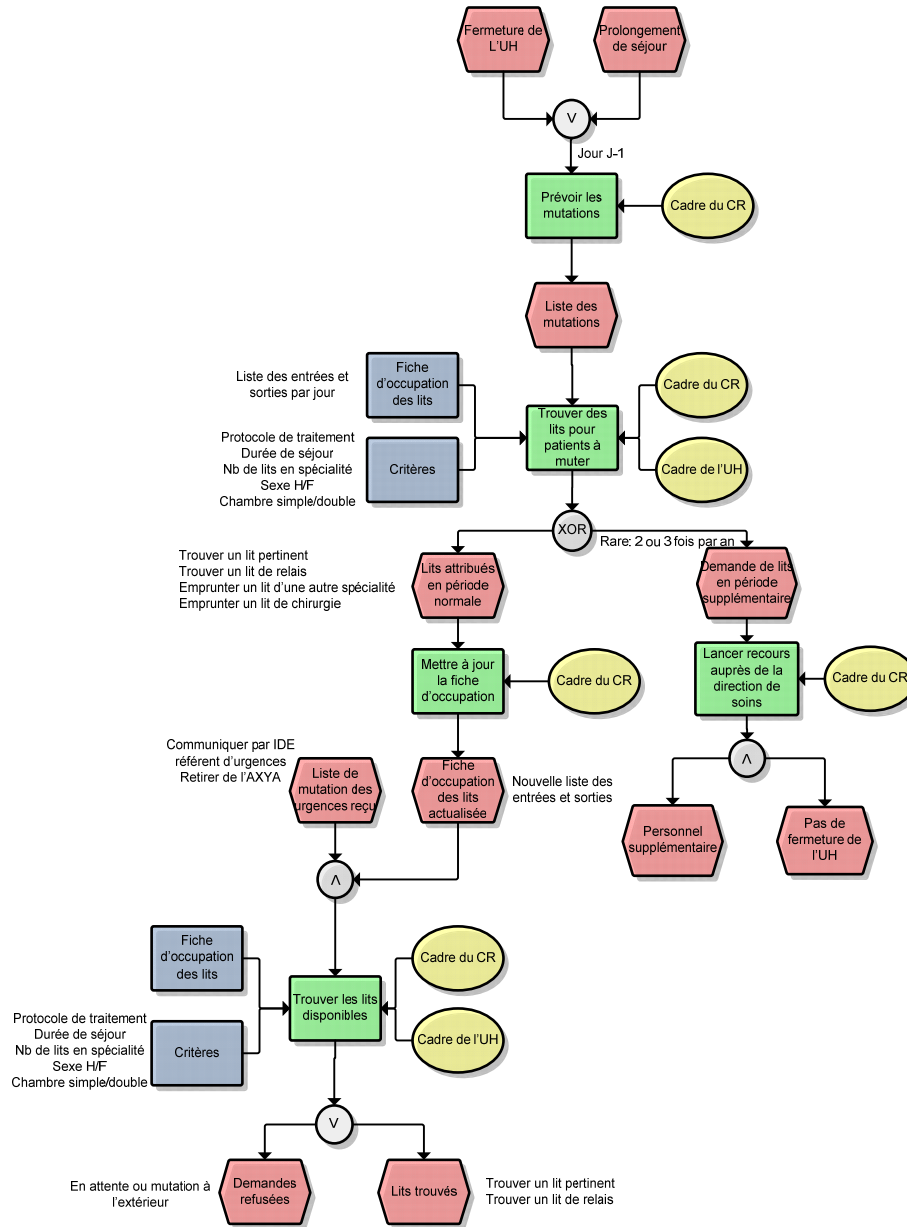 Fermeture de
L'UH
Prolongement
de séjour
V
Jour J-1
Prévoir les
mutations
Cadre du CR
Liste des
mutations
Liste des entrées et
sorties par jour
Fiche
d'occupation
des lits
Cadre du CR
Trouver des
lits pour
patients à
muter
Protocole de traitement
Durée de séjour
Nb de lits en spécialité
Sexe H/F
Chambre simple/double
Critères
Cadre de l'UH
XOR
Rare: 2 ou 3 fois par an
Trouver un lit pertinent
Trouver un lit de relais
Emprunter un lit d'une autre spécialité
Emprunter un lit de chirurgie
Lits attribués
en période
normale
Demande de lits
en période
supplémentaire
Mettre à jour
la fiche
d'occupation
Cadre du CR
Lancer recours
auprès de la
direction de
soins
Cadre du CR
Communiquer par IDE
référent d'urgences
Retirer de l'AXYA
Liste de
mutation des
urgences reçu
Fiche
d'occupation
des lits
actualisée
Nouvelle liste des
entrées et sorties
Λ
Personnel
supplémentaire
Pas de
fermeture de
l'UH
Λ
Fiche
d'occupation
des lits
Cadre du CR
Trouver les lits
disponibles
Protocole de traitement
Durée de séjour
Nb de lits en spécialité
Sexe H/F
Chambre simple/double
Critères
Cadre de l'UH
V
En attente ou mutation à
l'extérieur
Demandes
refusées
Lits trouvés
Trouver un lit pertinent
Trouver un lit de relais